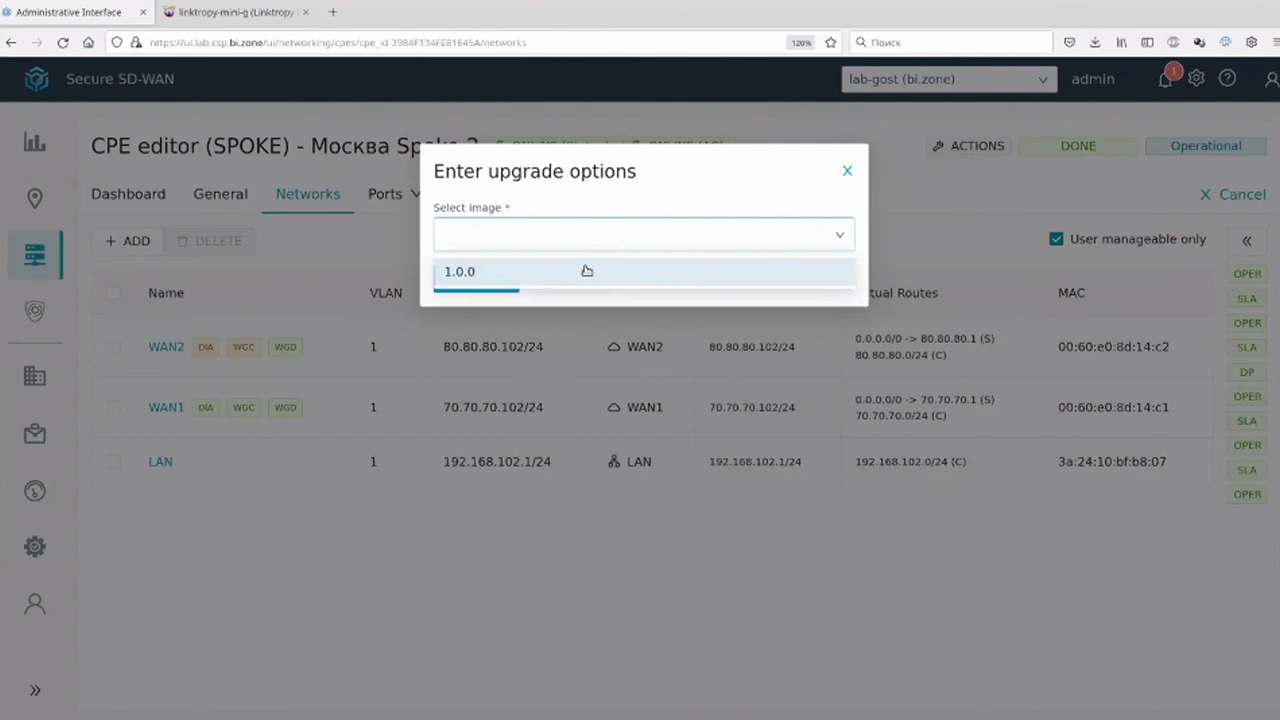 Administrative Interface
linktropy-mini-g (Linktropy
https://ui.lab.csp.bi.zone/ui/networking/cpes/cpe_id-3984F134FE81645A/networks
120%
Поиск
Secure SD-WAN
lab-gost (bi.zone)
admin
1
CPE editor (SPOKE) - Москва Spoke 2
ACTIONS
DONE
Operational
Dashboard
General
Networks
Ports
Cancel
ADD
DELETE
User manageable only
Enter upgrade options
Select image *
1.0.0
Name
VLAN
Routes
MAC
WAN2 DIA WGC WGD
1
80.80.80.102/24
WAN2
80.80.80.102/24
0.0.0.0/0 -> 80.80.80.1 (S)
80.80.80.0/24 (C)
00:60:e0:8d:14:c2
WAN1 DIA WGC WGD
1
70.70.70.102/24
WAN1
70.70.70.102/24
0.0.0.0/0 -> 70.70.70.1 (S)
70.70.70.0/24 (C)
00:60:e0:8d:14:c1
LAN
1
192.168.102.1/24
LAN
192.168.102.1/24
192.168.102.0/24 (C)
3a:24:10:bf:b8:07
OPER
SLA
OPER
SLA
DP
OPER
SLA
OPER
SLA
OPER